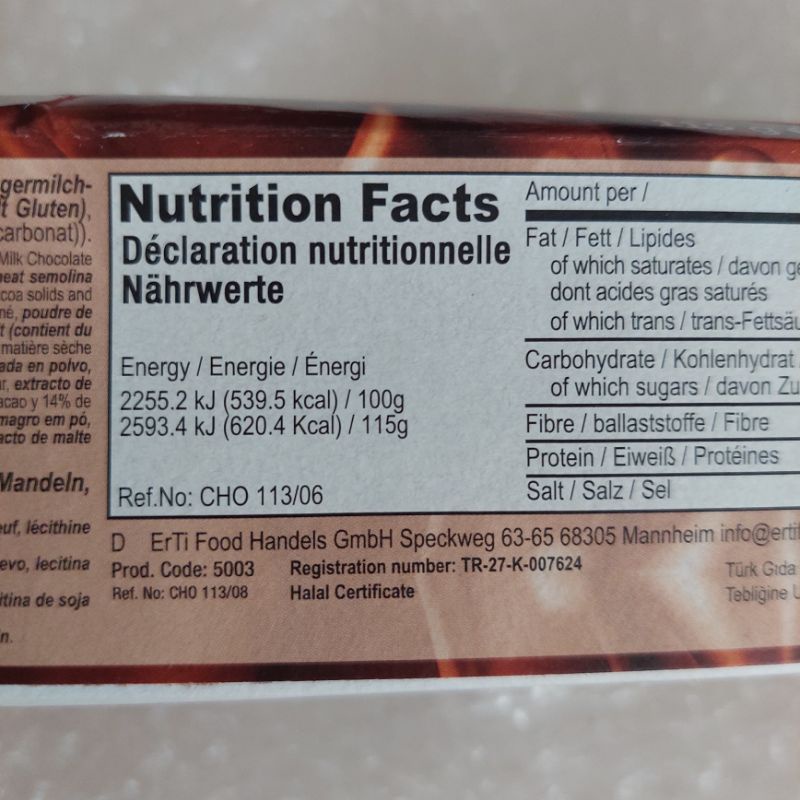 germilch-
t Gluten),
carbonat)).
Milk Chocolate
eat semolina
coa solids and
né, poudre de
t (contient du
matière sèche
ada en polvo,
r, extracto de
acao y 14% de
magro em pó,
acto de malte
Mandeln,
uf, lécithine
evo, lecitina
itina de soja
n.
Nutrition Facts
Déclaration nutritionnelle
Nährwerte
Energy / Energie / Énergi
2255.2 kJ (539.5 kcal) / 100g
2593.4 kJ (620.4 Kcal) / 115g
Ref.No: CHO 113/06
Amount per /
Fat / Fett / Lipides
of which saturates / davon ge
dont acides gras saturés
of which trans / trans-Fettsäu
Carbohydrate / Kohlenhydrat /
of which sugars / davon Zu
Fibre / ballaststoffe / Fibre
Protein / Eiweiß / Protéines
Salt / Salz / Sel
D ErTi Food Handels GmbH Speckweg 63-65 68305 Mannheim info@erti
Prod. Code: 5003 Registration number: TR-27-K-007624
Ref. No: CHO 113/08 Halal Certificate
Türk Gıda
Tebliğine U